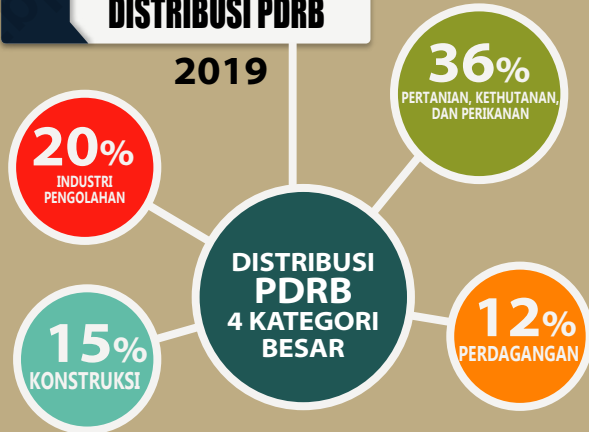 DISTRIBUSI PDRB
2019
36%
PERTANIAN, KETHUTANAN,
DAN PERIKANAN
20%
INDUSTRI
PENGOLAHAN
DISTRIBUSI
PDRB
4 KATEGORI
BESAR
15%
KONSTRUKSI
12%
PERDAGANGAN